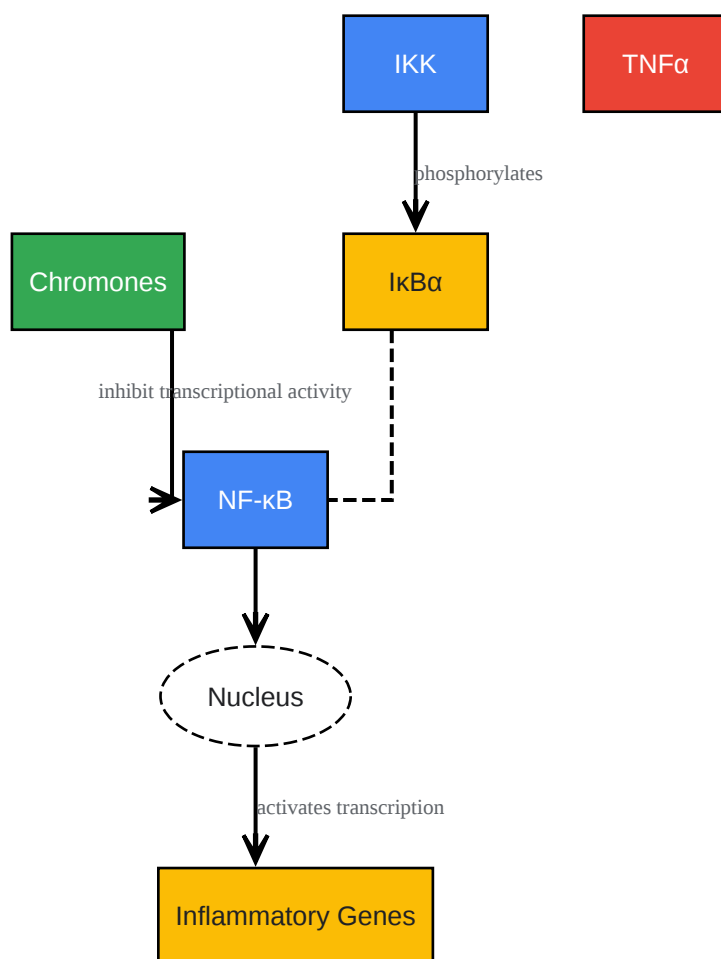 IKK
TNFα
phosphorylates
Chromones
IκBα
inhibit transcriptional activity
NF-κB
Nucleus
activates transcription
Inflammatory Genes